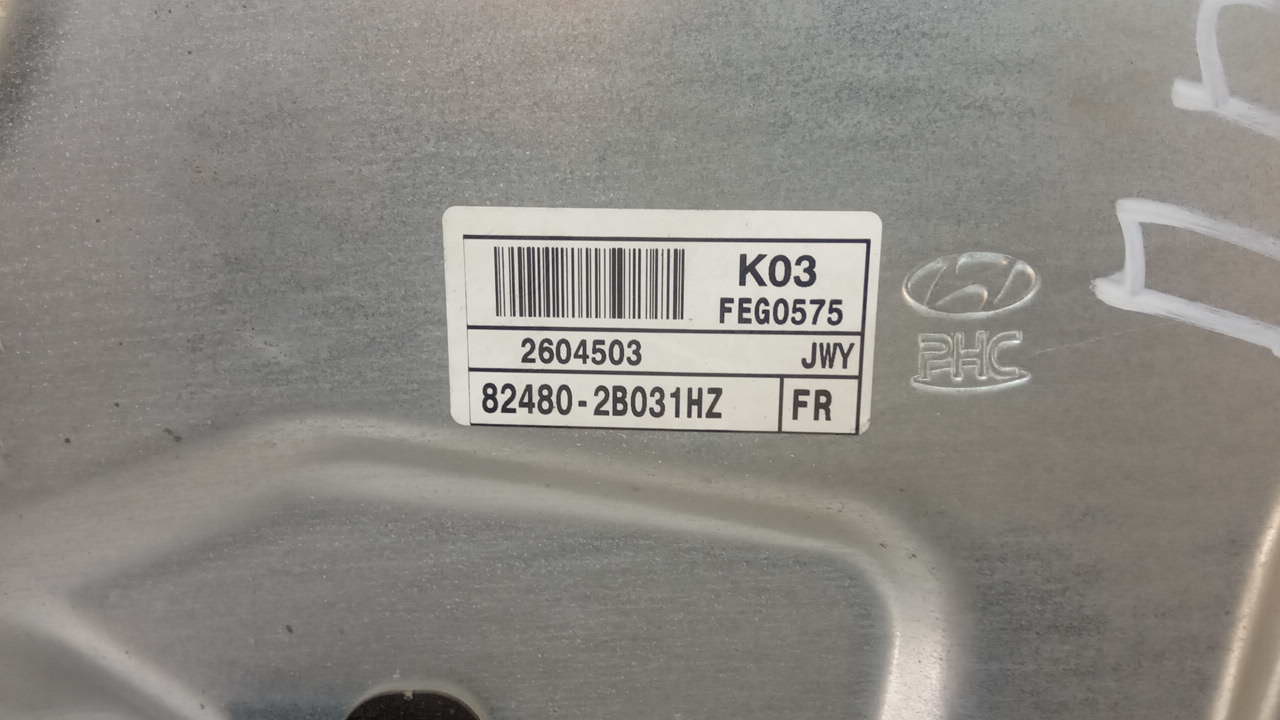 K03
FEG0575
2604503 JWY
82480-2B031HZ FR
PHC